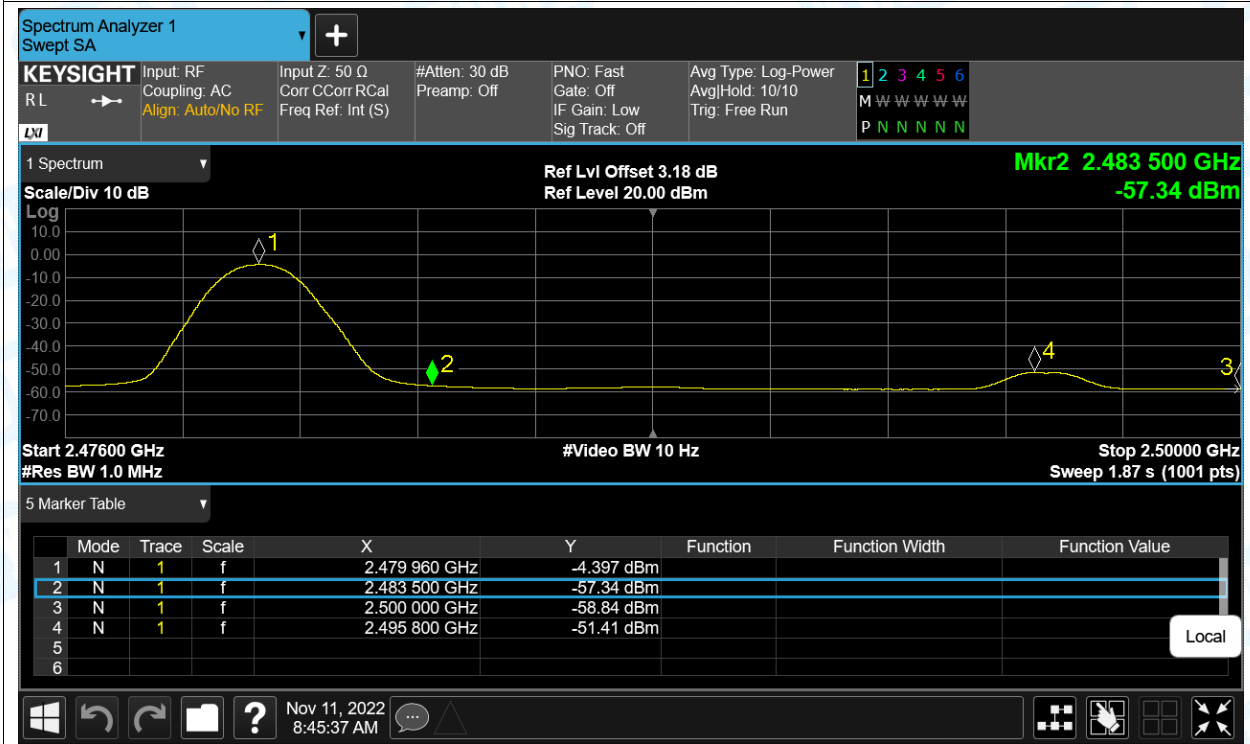 Spectrum Analyzer 1
Swept SA
+
KEYSIGHT
R L
LXI
Input: RF
Coupling: AC
Align: Auto/No RF
Input Z: 50 Ω
Corr CCorr RCal
Freq Ref: Int (S)
#Atten: 30 dB
Preamp: Off
PNO: Fast
Gate: Off
IF Gain: Low
Sig Track: Off
Avg Type: Log-Power
Avg|Hold: 10/10
Trig: Free Run
1 2 3 4 5 6
M W W W W W
P N N N N N
1 Spectrum
Scale/Div 10 dB
Ref Lvl Offset 3.18 dB
Ref Level 20.00 dBm
Mkr2 2.483 500 GHz
-57.34 dBm
Log
10.0
0.00
-10.0
-20.0
-30.0
-40.0
-50.0
-60.0
-70.0
1
2
4
3
Start 2.47600 GHz
#Video BW 10 Hz
Stop 2.50000 GHz
#Res BW 1.0 MHz
Sweep 1.87 s (1001 pts)
5 Marker Table
Mode Trace Scale X Y Function Function Width Function Value
1 N 1 f 2.479 960 GHz -4.397 dBm
2 N 1 f 2.483 500 GHz -57.34 dBm
3 N 1 f 2.500 000 GHz -58.84 dBm
4 N 1 f 2.495 800 GHz -51.41 dBm
5
6
Local
?
Nov 11, 2022
8:45:37 AM